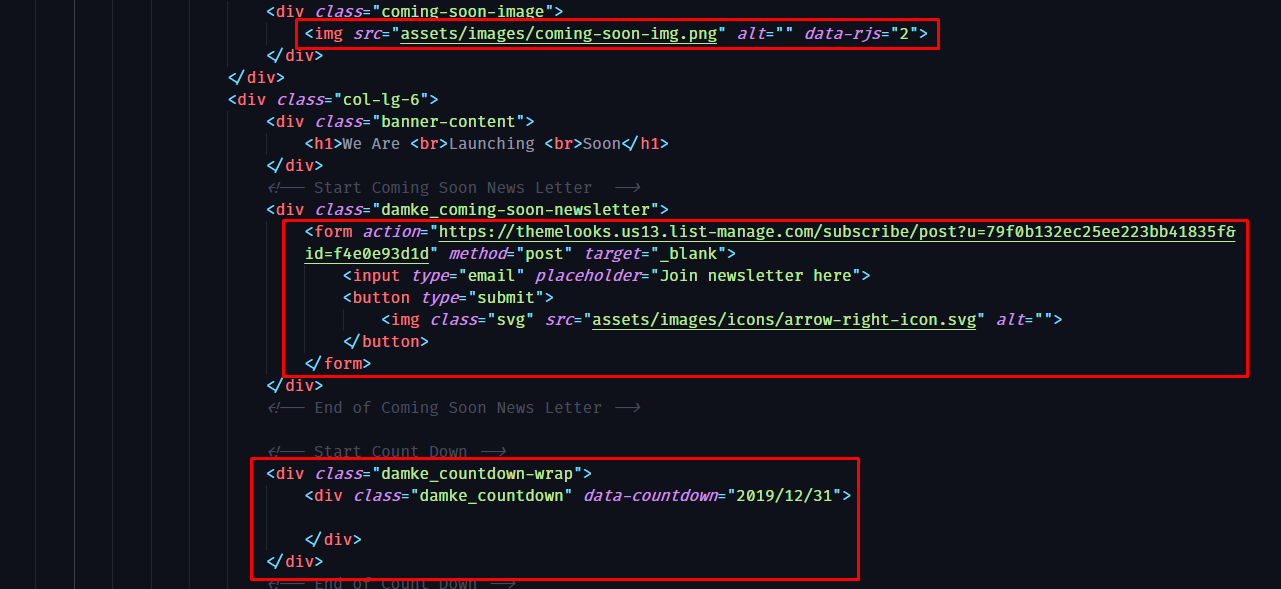 <div class="coming-soon-image">
<img src="assets/images/coming-soon-img.png" alt="" data-rjs="2">
</div>
</div>
<div class="col-lg-6">
<div class="banner-content">
<h1>We Are <br>Launching <br>Soon</h1>
</div>
<!-- Start Coming Soon News Letter  -->
<div class="damke_coming-soon-newsletter">
<form action="https://themelooks.us13.list-manage.com/subscribe/post?u=79f0b132ec25ee223bb41835f&
id=f4e0e93d1d" method="post" target="_blank">
<input type="email" placeholder="Join newsletter here">
<button type="submit">
<img class="svg" src="assets/images/icons/arrow-right-icon.svg" alt="">
</button>
</form>
</div>
<!-- End of Coming Soon News Letter -->
<!-- Start Count Down -->
<div class="damke_countdown-wrap">
<div class="damke_countdown" data-countdown="2019/12/31">
</div>
</div>
<!-- End of Count Down -->